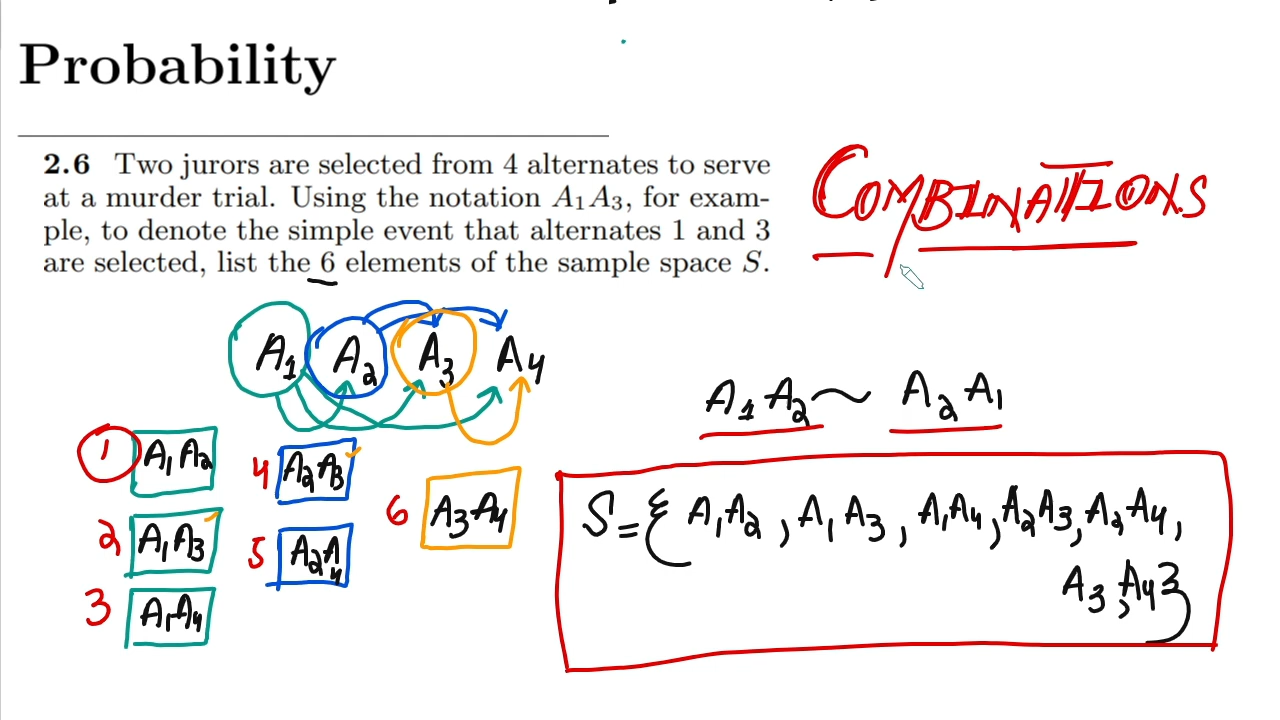 Probability
2.6 Two jurors are selected from 4 alternates to serve
at a murder trial. Using the notation A₁A₃, for exam-
ple, to denote the simple event that alternates 1 and 3
are selected, list the 6 elements of the sample space S.
COMBINATIONS
A₁ A₂ A₃ A₄
1 A₁A₂
2 A₁A₃
3 A₁A₄
4 A₂A₃
5 A₂A₄
6 A₃A₄
A₁A₂ ~ A₂A₁
S = { A₁A₂, A₁A₃, A₁A₄, A₂A₃, A₂A₄,
A₃,A₄}